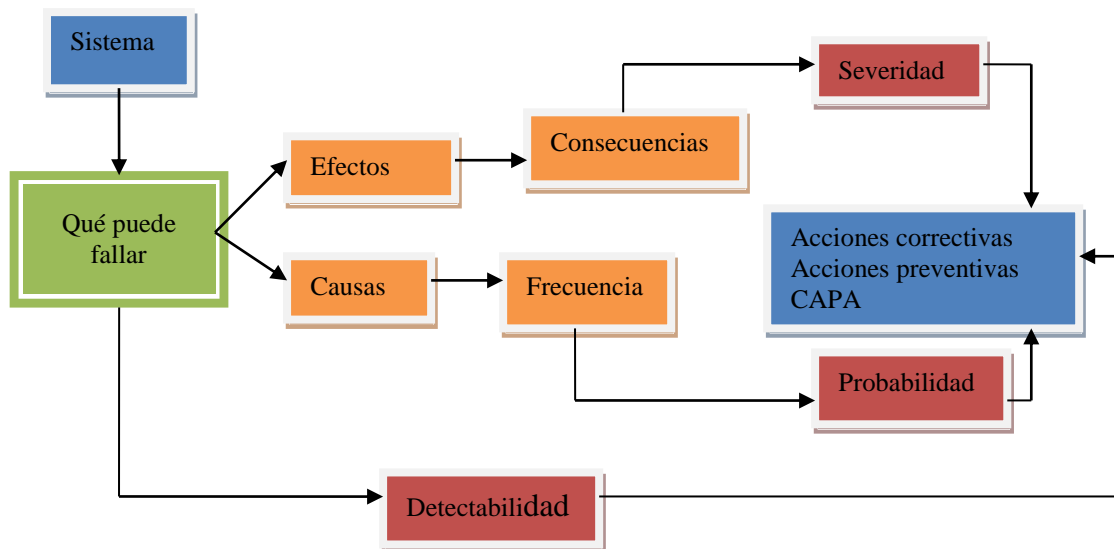 Sistema
Severidad
Consecuencias
Efectos
Qué puede
fallar
Acciones correctivas
Acciones preventivas
CAPA
Causas
Frecuencia
Probabilidad
Detectabilidad